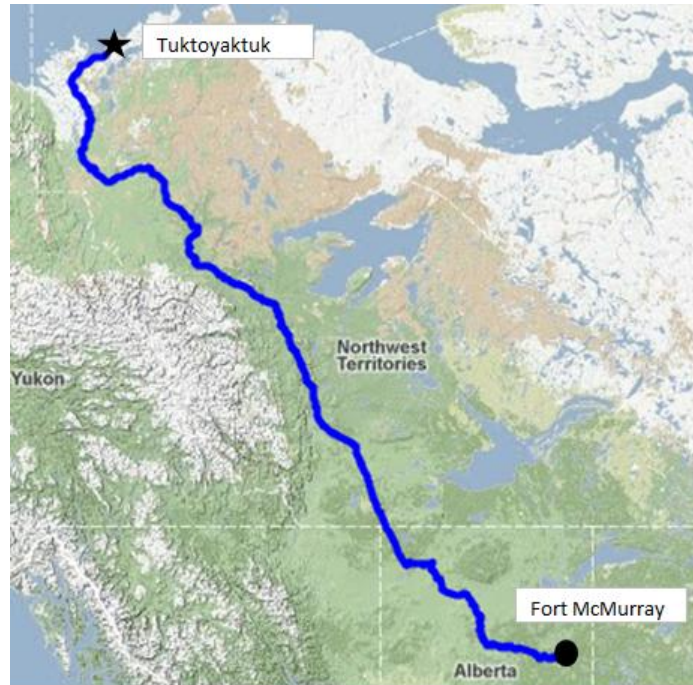 Tuktoyaktuk
Northwest
Territories
Yukon
Fort McMurray
Alberta